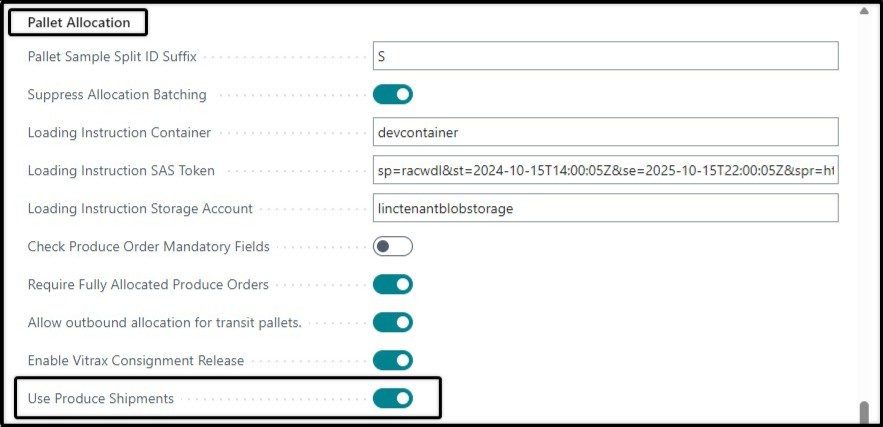 Pallet Allocation
Pallet Sample Split ID Suffix S
Suppress Allocation Batching
Loading Instruction Container devcontainer
Loading Instruction SAS Token sp=racwdl&st=2024-10-15T14:00:05Z&se=2025-10-15T22:00:05Z&spr=ht
Loading Instruction Storage Account linctenantblobstorage
Check Produce Order Mandatory Fields
Require Fully Allocated Produce Orders
Allow outbound allocation for transit pallets.
Enable Vitrax Consignment Release
Use Produce Shipments